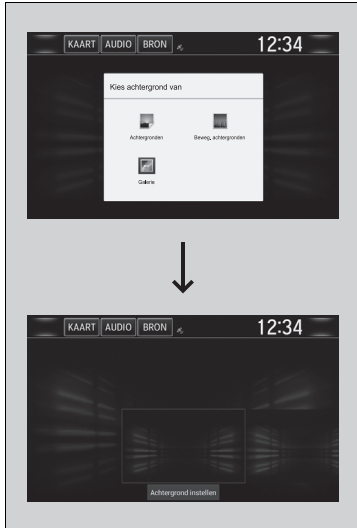 KAART AUDIO BRON 12:34
Kies achtergrond van
Achtergronden Beweg, achtergronden
Galerie
KAART AUDIO BRON 12:34
Achtergrond instellen